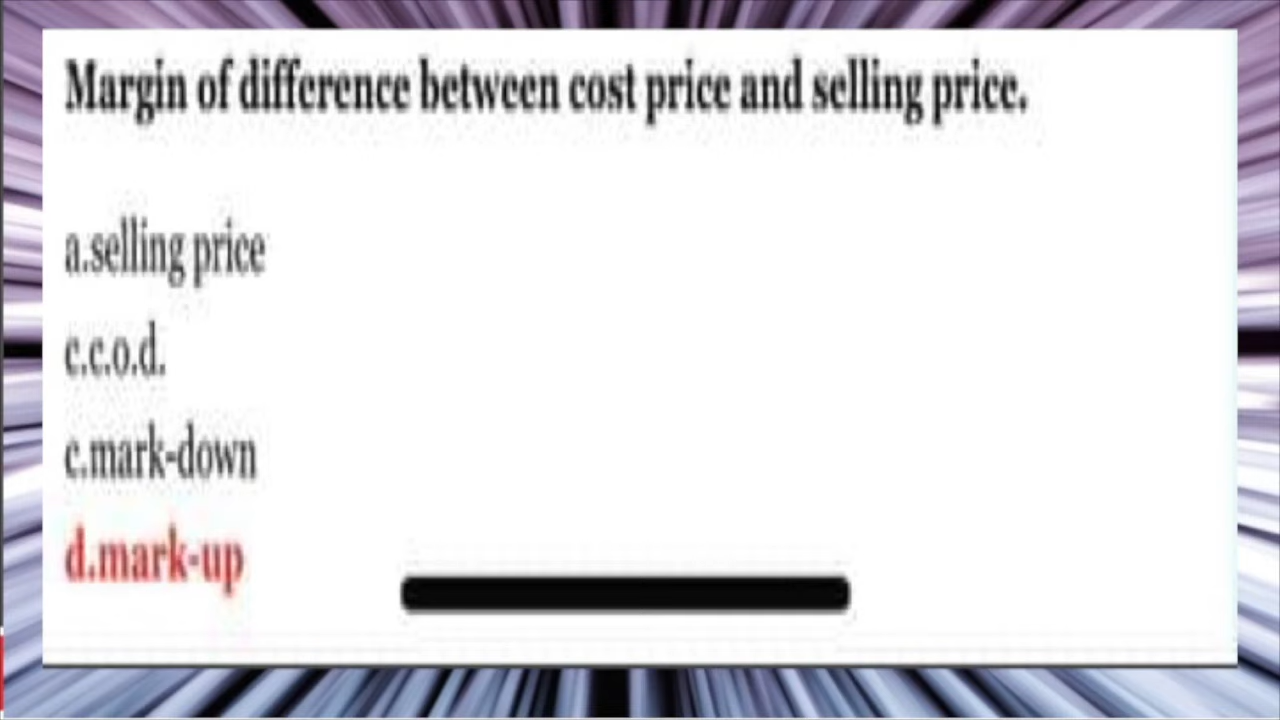 Margin of difference between cost price and selling price.
a.selling price
c.c.o.d.
c.mark-down
d.mark-up